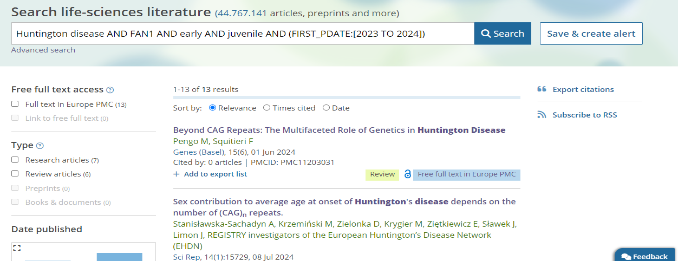 Search life-sciences literature (44,767,141 articles, preprints and more)
Huntington disease AND FAN1 AND early AND juvenile AND (FIRST_PDATE:[2023 TO 2024])
Search
Save & create alert
Advanced search
Free full text access
Full text in Europe PMC (13)
Link to free full text (0)
Type
Research articles (7)
Review articles (6)
Preprints (0)
Books & documents (0)
Date published
1-13 of 13 results
Sort by: Relevance Times cited Date
Beyond CAG Repeats: The Multifaceted Role of Genetics in Huntington Disease
Pengo M, Squitieri F
Genes (Basel), 15(6), 01 Jun 2024
Cited by: 0 articles | PMCID: PMC11203031
+ Add to export list
Review
Free full text in Europe PMC
Sex contribution to average age at onset of Huntington's disease depends on the
number of (CAG)n repeats.
Stanisławska-Sachadyn A, Krzemiński M, Zielonka D, Krygier M, Ziętkiewicz E, Sławek J,
Limon J, REGISTRY investigators of the European Huntington's Disease Network
(EHDN)
Sci Rep, 14(1):15729, 08 Jul 2024
Export citations
Subscribe to RSS
Feedback